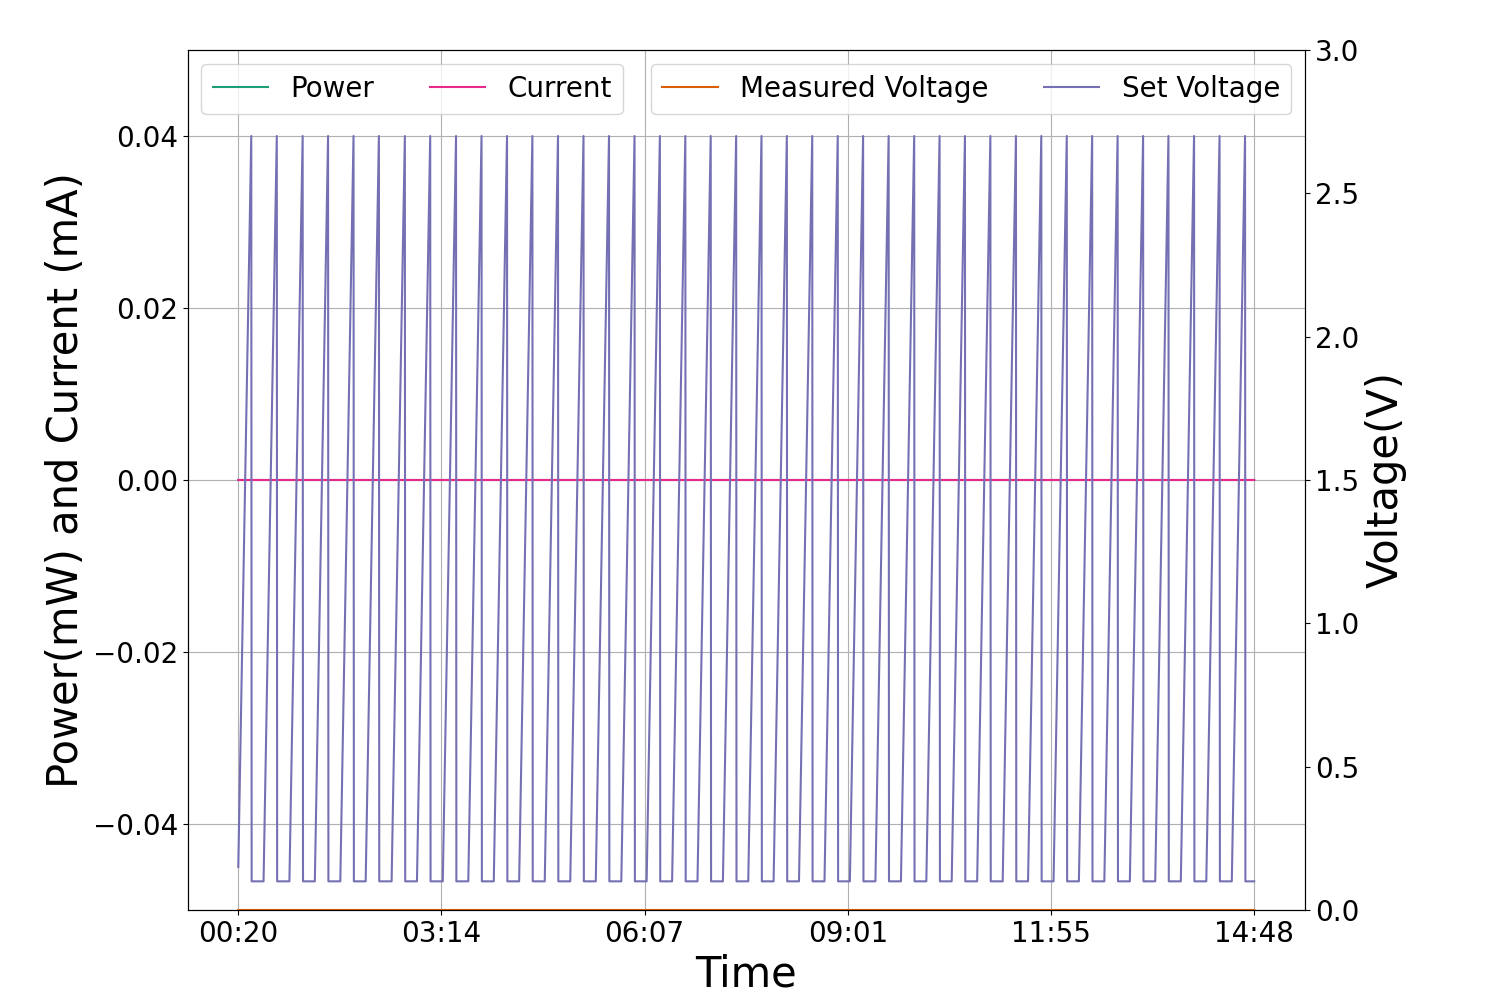 Power
Current
Measured Voltage
Set Voltage
Power(mW) and Current (mA)
0.04
0.02
0.00
−0.02
−0.04
3.0
2.5
2.0
1.5
1.0
0.5
0.0
Voltage(V)
00:20
03:14
06:07
09:01
11:55
14:48
Time